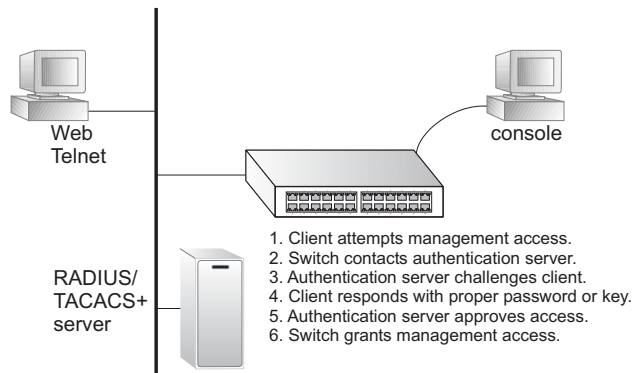 Web
Telnet
console
RADIUS/
TACACS+
server
1. Client attempts management access.
2. Switch contacts authentication server.
3. Authentication server challenges client.
4. Client responds with proper password or key.
5. Authentication server approves access.
6. Switch grants management access.